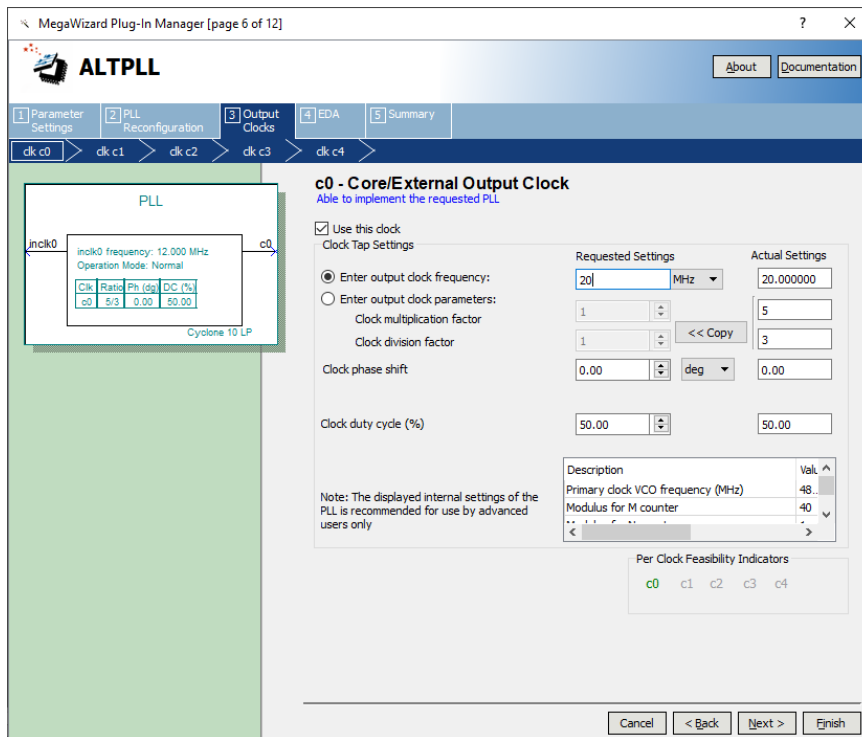 MegaWizard Plug-In Manager [page 6 of 12]
? X
ALTPLL
About Documentation
1 Parameter Settings
2 PLL Reconfiguration
3 Output Clocks
4 EDA
5 Summary
clk c0 clk c1 clk c2 clk c3 clk c4
PLL
inclk0 c0
inclk0 frequency: 12.000 MHz
Operation Mode: Normal
Clk Ratio Ph (dg) DC (%)
c0 5/3 0.00 50.00
Cyclone 10 LP
c0 - Core/External Output Clock
Able to implement the requested PLL
Use this clock
Clock Tap Settings
Requested Settings Actual Settings
Enter output clock frequency: 20 MHz 20.000000
Enter output clock parameters:
Clock multiplication factor 1 5
<< Copy
Clock division factor 1 3
Clock phase shift 0.00 deg 0.00
Clock duty cycle (%) 50.00 50.00
Note: The displayed internal settings of the
PLL is recommended for use by advanced
users only
Description Valu
Primary clock VCO frequency (MHz) 48...
Modulus for M counter 40
Per Clock Feasibility Indicators
c0 c1 c2 c3 c4
Cancel < Back Next > Finish